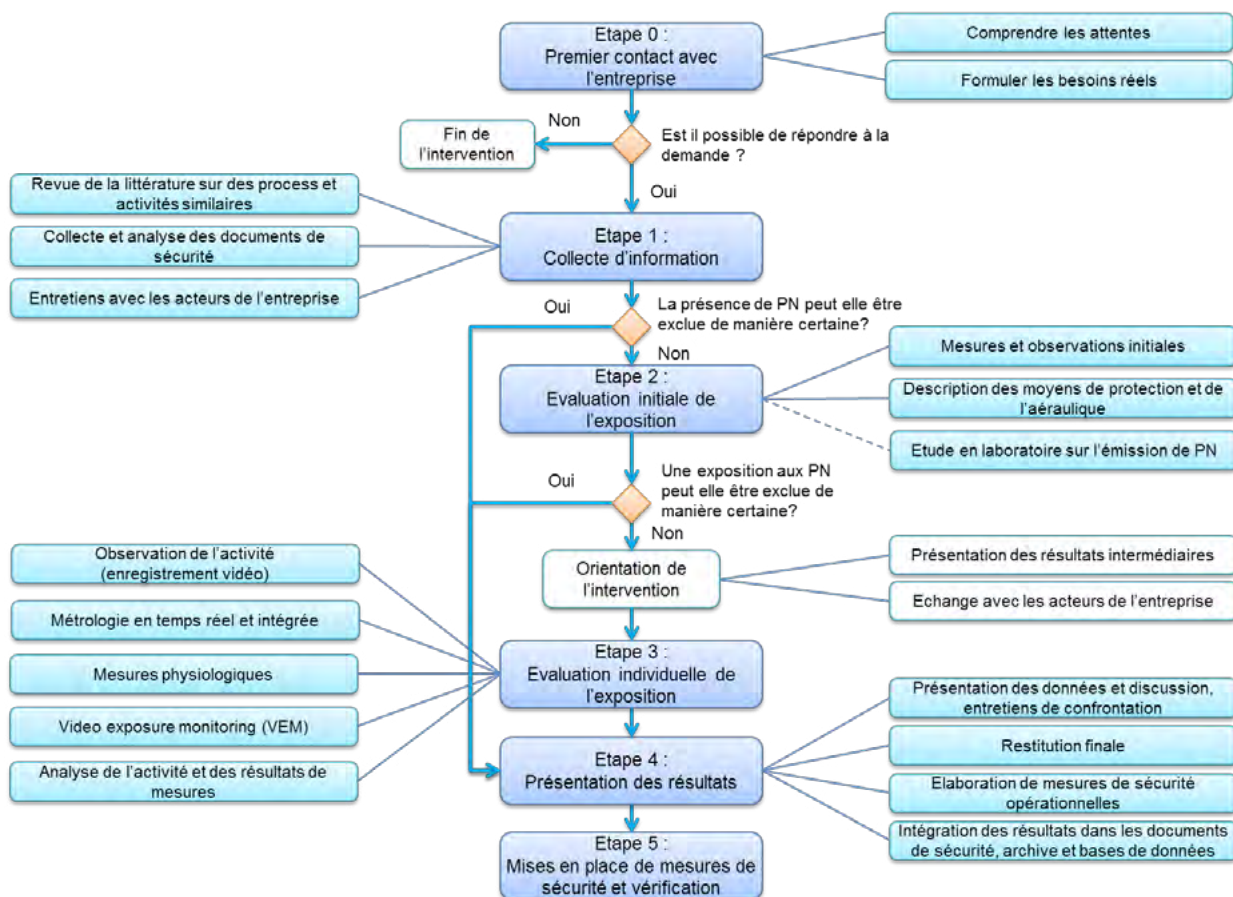 Etape 0 :
Premier contact avec
l'entreprise
Comprendre les attentes
Formuler les besoins réels
Non
Fin de
l'intervention
Est il possible de répondre à la
demande ?
Oui
Revue de la littérature sur des process et
activités similaires
Collecte et analyse des documents de
sécurité
Entretiens avec les acteurs de l'entreprise
Etape 1 :
Collecte d'information
Oui
La présence de PN peut elle être
exclue de manière certaine?
Non
Etape 2 :
Evaluation initiale de
l'exposition
Mesures et observations initiales
Description des moyens de protection et de
l'aéraulique
Etude en laboratoire sur l'émission de PN
Oui
Une exposition aux PN
peut elle être exclue de
manière certaine?
Non
Orientation de
l'intervention
Présentation des résultats intermédiaires
Echange avec les acteurs de l'entreprise
Observation de l'activité
(enregistrement vidéo)
Métrologie en temps réel et intégrée
Mesures physiologiques
Video exposure monitoring (VEM)
Analyse de l'activité et des résultats de
mesures
Etape 3 :
Evaluation individuelle de
l'exposition
Etape 4 :
Présentation des résultats
Présentation des données et discussion,
entretiens de confrontation
Restitution finale
Elaboration de mesures de sécurité
opérationnelles
Intégration des résultats dans les documents
de sécurité, archive et bases de données
Etape 5 :
Mises en place de mesures de
sécurité et vérification